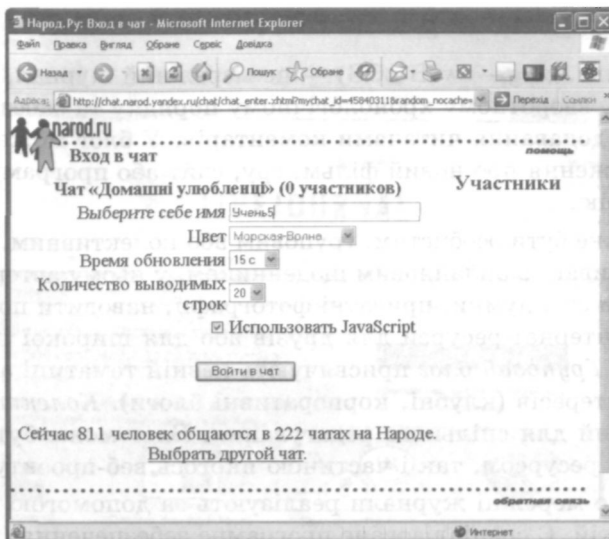 Народ.Ру: Вход в чат - Microsoft Internet Explorer
Файл Правка Вигляд Обране Сервіс Довідка
Назад Пошук Обране
Адреса: http://chat.narod.yandex.ru/chat/chat_enter.xhtml?mychat_id=45840311&random_nocache= Перехід
narod.ru
помощь
Вход в чат
Чат «Домашні улюбленці» (0 участников)
Участники
Выберите себе имя Учень5
Цвет Морская Волна
Время обновления 15 с
Количество выводимых
строк 20
Использовать JavaScript
Войти в чат
Сейчас 881 человек общаются в 222 чатах на Народе.
Выбрать другой чат.
обратная связь
Интернет